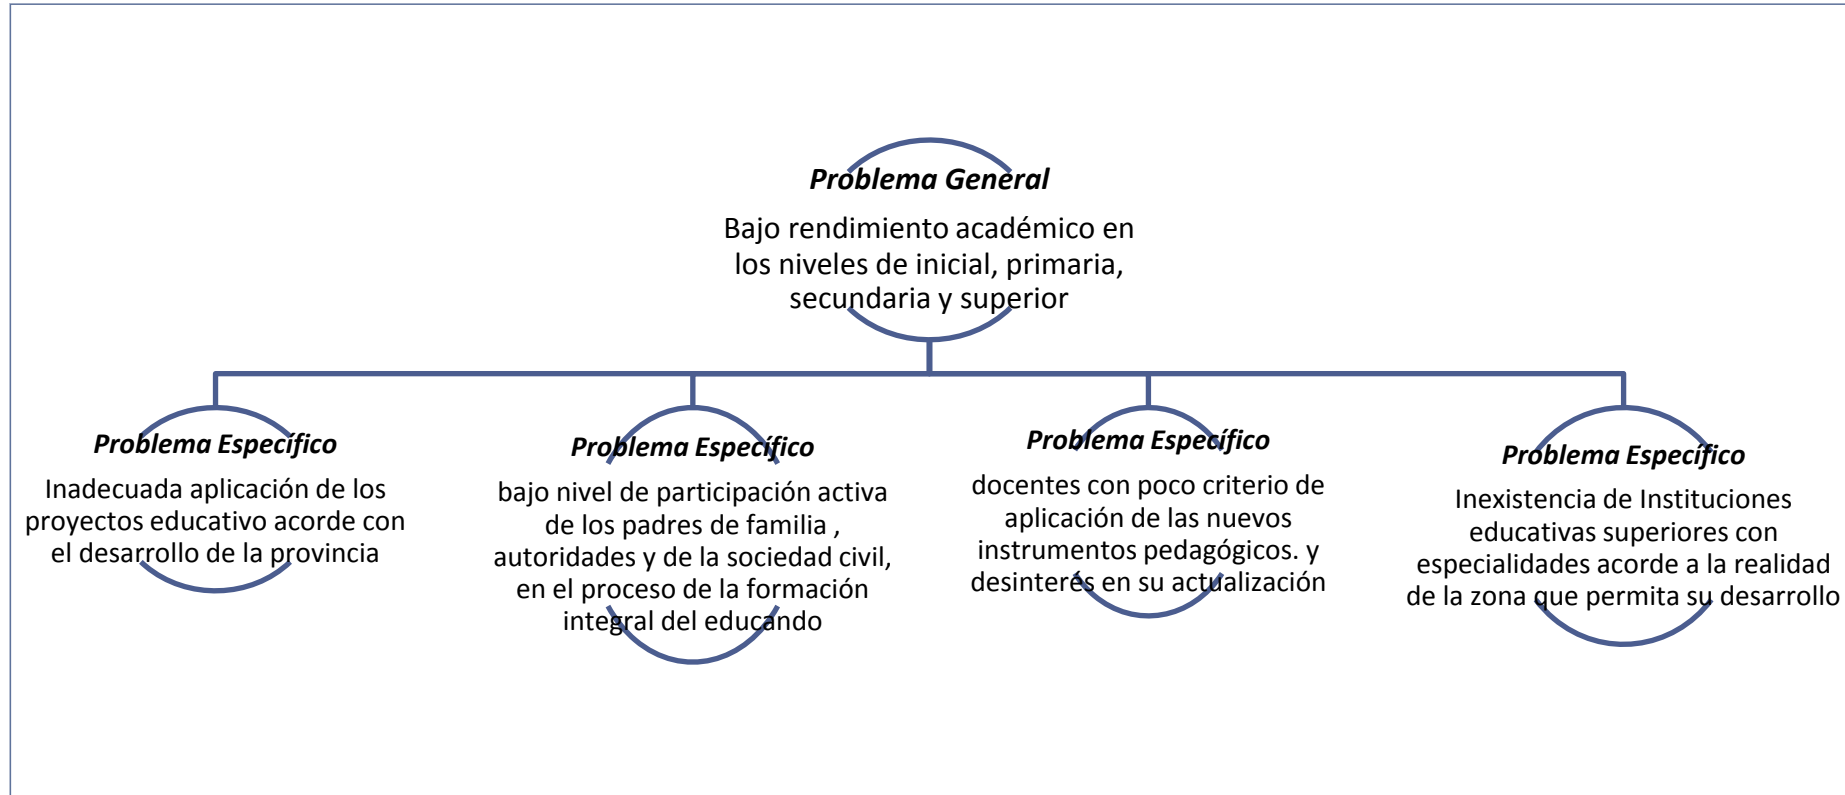 Problema General
Bajo rendimiento académico en
los niveles de inicial, primaria,
secundaria y superior
Problema Específico
Inadecuada aplicación de los
proyectos educativo acorde con
el desarrollo de la provincia
Problema Específico
bajo nivel de participación activa
de los padres de familia ,
autoridades y de la sociedad civil,
en el proceso de la formación
integral del educando
Problema Específico
docentes con poco criterio de
aplicación de las nuevos
instrumentos pedagógicos. y
desinterés en su actualización
Problema Específico
Inexistencia de Instituciones
educativas superiores con
especialidades acorde a la realidad
de la zona que permita su desarrollo